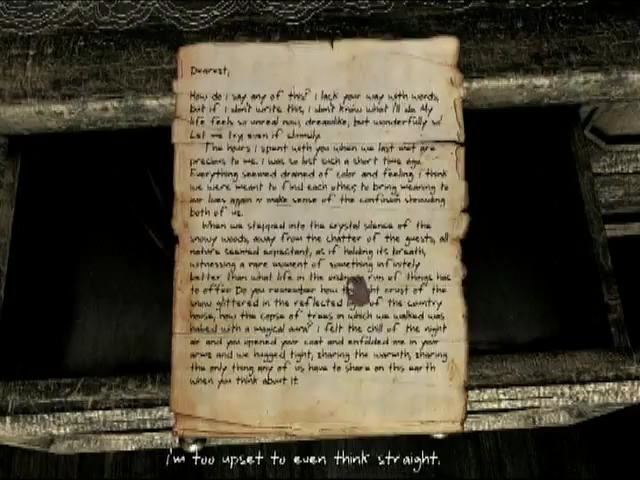 Dearest,
How do i say any of this? i lack your way with words,
but if i don't write this, i don't know what i'll do. My
life feels so unreal now, dreamlike, but wonderfully so!
Let me try even if clumsily.
The hours i spent with you when we last met are
precious to me. i was so lost such a short time ago.
Everything seemed drained of color and feeling. i think
we were meant to find each other, to bring meaning to
our lives again make sense of the confusion shrouding
both of us.
When we stepped into the crystal silence of the
snowy woods, away from the chatter of the guests, all
nature seemed expectant, as if holding its breath,
witnessing a rare moment of something infinitely
better than what life in the ordinary run of things has
to offer. Do you remember how the crust of the
snow glittered in the reflected of the country
house, how the copse of trees in which we walked was
with a magical aura? i felt the chill of the night
air and you opened your coat and enfolded me in your
arms and we hugged tight, sharing the warmth, sharing
the only thing any of us have to share on this earth
when you think about it.
i'm too upset to even think straight.